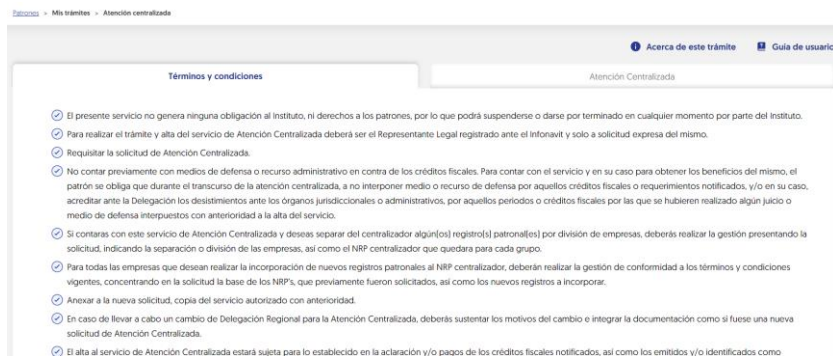 Patrones > Mis trámites > Atención centralizada
Acerca de este trámite Guía de usuario
Términos y condiciones Atención Centralizada
El presente servicio no genera ninguna obligación al Instituto, ni derechos a los patrones, por lo que podrá suspenderse o darse por terminado en cualquier momento por parte del Instituto.
Para realizar el trámite y alta del servicio de Atención Centralizada deberá ser el Representante Legal registrado ante el Infonavit y solo a solicitud expresa del mismo.
Requisitar la solicitud de Atención Centralizada.
No contar previamente con medios de defensa o recurso administrativo en contra de los créditos fiscales. Para contar con el servicio y en su caso para obtener los beneficios del mismo, el
patrón se obliga que durante el transcurso de la atención centralizada, a no interponer medio o recurso de defensa por aquellos créditos fiscales o requerimientos notificados, y/o en su caso,
acreditar ante la Delegación los desistimientos ante los órganos jurisdiccionales o administrativos, por aquellos periodos o créditos fiscales por las que se hubieren realizado algún juicio o
medio de defensa interpuestos con anterioridad a la alta del servicio.
Si contaras con este servicio de Atención Centralizada y deseas separar del centralizador algún(os) registro(s) patronal(es) por división de empresas, deberás realizar la gestión presentando la
solicitud, indicando la separación o división de las empresas, así como el NRP centralizador que quedara para cada grupo.
Para todas las empresas que desean realizar la incorporación de nuevos registros patronales al NRP centralizador, deberán realizar la gestión de conformidad a los términos y condiciones
vigentes, concentrando en la solicitud la base de los NRP's, que previamente fueron solicitados, así como los nuevos registros a incorporar.
Anexar a la nueva solicitud, copia del servicio autorizado con anterioridad.
En caso de llevar a cabo un cambio de Delegación Regional para la Atención Centralizada, deberás sustentar los motivos del cambio e integrar la documentación como si fuese una nueva
solicitud de Atención Centralizada.
El alta al servicio de Atención Centralizada estará sujeta para lo establecido en la aclaración y/o pagos de los créditos fiscales notificados, así como los emitidos y/o identificados como